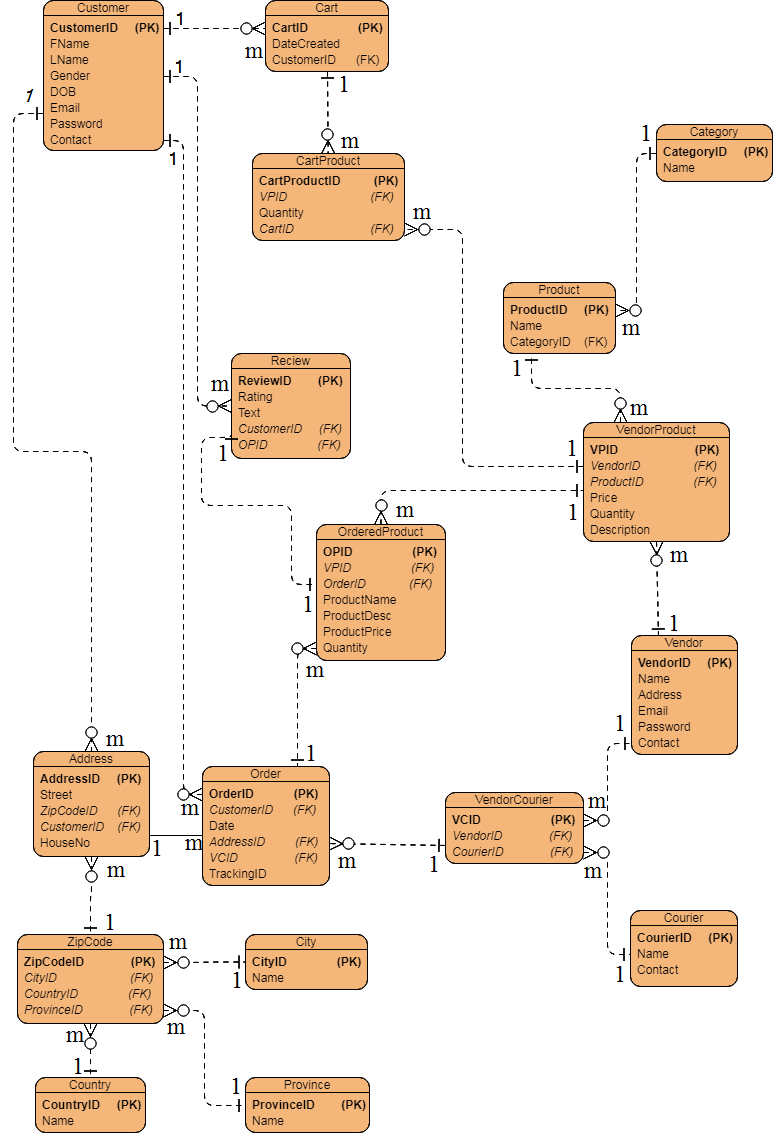 Customer
CustomerID (PK)
FName
LName
Gender
DOB
Email
Password
Contact
1
m
1
1
1
Cart
CartID (PK)
DateCreated
CustomerID (FK)
1
m
CartProduct
CartProductID (PK)
VPID (FK)
Quantity
CartID (FK)
m
Category
CategoryID (PK)
Name
1
m
Product
ProductID (PK)
Name
CategoryID (FK)
1
m
Reciew
ReviewID (PK)
Rating
Text
CustomerID (FK)
OPID (FK)
m
1
VendorProduct
VPID (PK)
VendorID (FK)
ProductID (FK)
Price
Quantity
Description
1
1
m
m
OrderedProduct
OPID (PK)
VPID (FK)
OrderID (FK)
ProductName
ProductDesc
ProductPrice
Quantity
1
m
1
Vendor
VendorID (PK)
Name
Address
Email
Password
Contact
1
1
m
Address
AddressID (PK)
Street
ZipCodeID (FK)
CustomerID (FK)
HouseNo
m
1
m
Order
OrderID (PK)
CustomerID (FK)
Date
AddressID (FK)
VCID (FK)
TrackingID
m
1
m
m
VendorCourier
VCID (PK)
VendorID (FK)
CourierID (FK)
m
m
1
Courier
CourierID (PK)
Name
Contact
1
ZipCode
ZipCodeID (PK)
CityID (FK)
CountryID (FK)
ProvinceID (FK)
m
1
City
CityID (PK)
Name
m
m
1
1
Country
CountryID (PK)
Name
Province
ProvinceID (PK)
Name